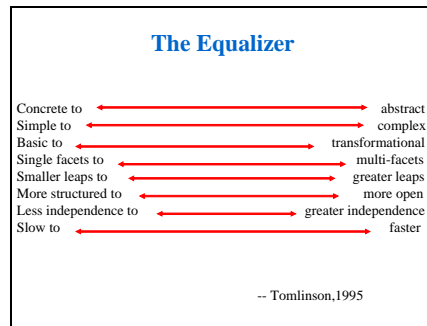 The Equalizer
Concrete to abstract
Simple to complex
Basic to transformational
Single facets to multi-facets
Smaller leaps to greater leaps
More structured to more open
Less independence to greater independence
Slow to faster
-- Tomlinson,1995